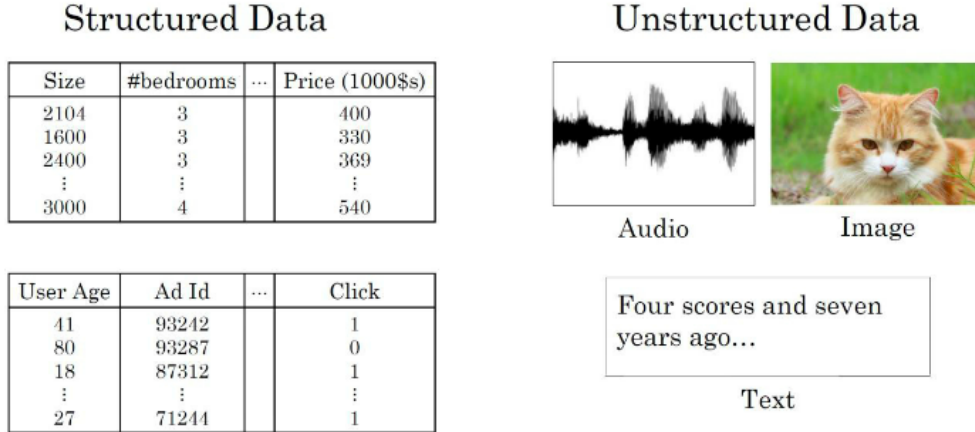 Structured Data
Size #bedrooms ... Price (1000$s)
2104 3 400
1600 3 330
2400 3 369
⋮ ⋮ ⋮
3000 4 540
User Age Ad Id ... Click
41 93242 1
80 93287 0
18 87312 1
⋮ ⋮ ⋮
27 71244 1
Unstructured Data
Audio
Image
Four scores and seven
years ago...
Text